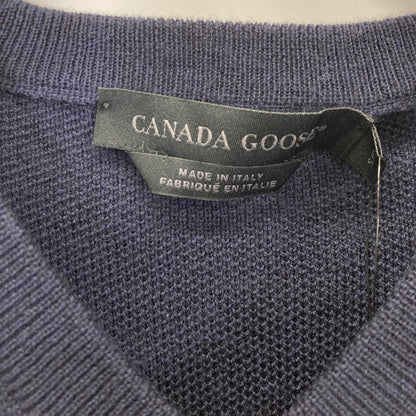 CANADA GOOSE®
MADE IN ITALY
FABRIQUÉ EN ITALIE